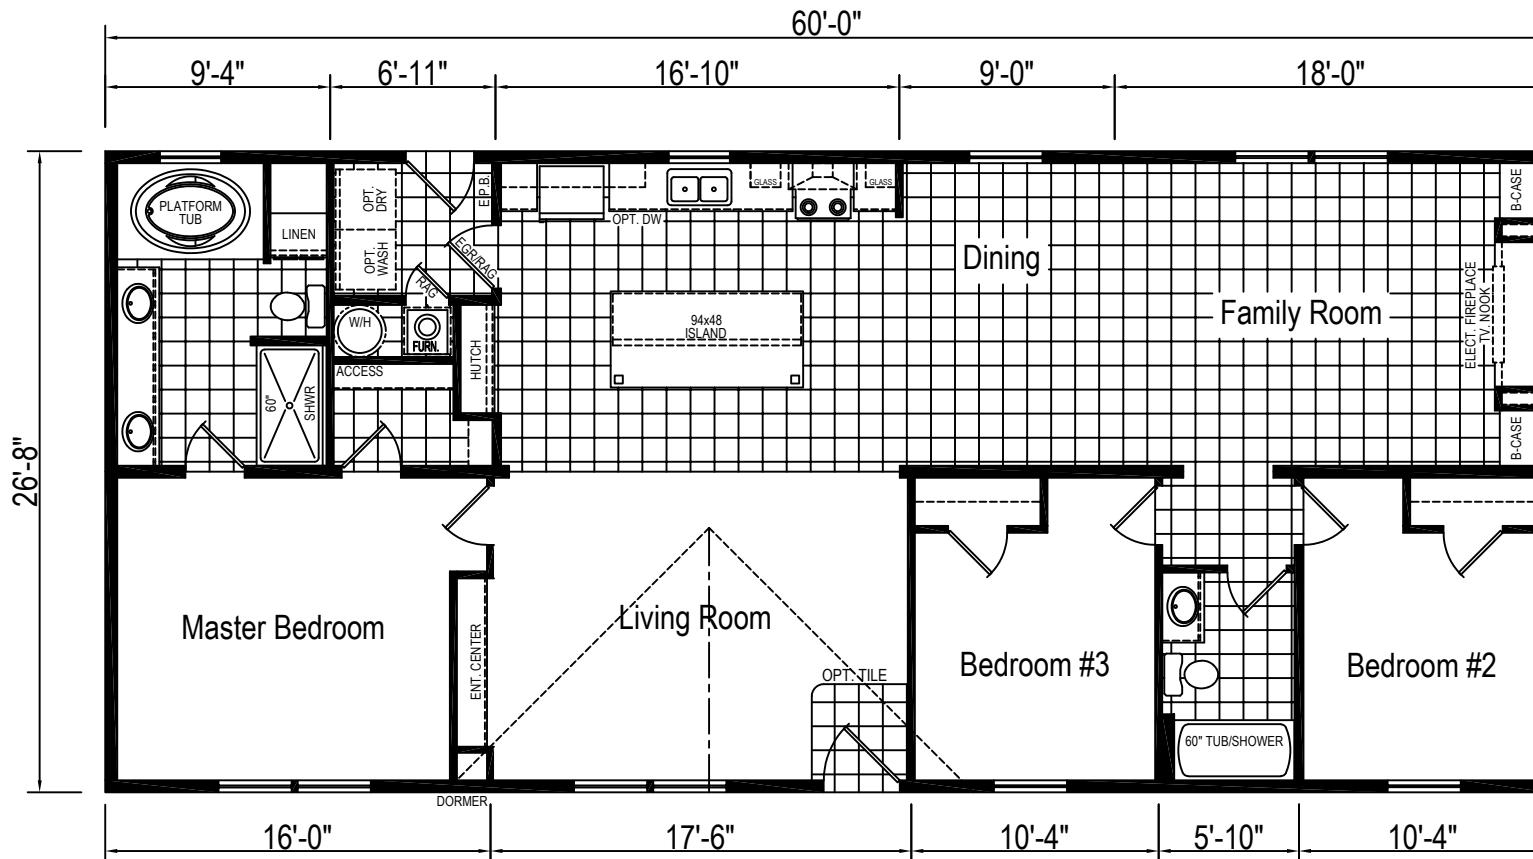 60'-0"
9'-4"
6'-11"
16'-10"
9'-0"
18'-0"
PLATFORM
TUB
LINEN
OPT.
DRY
OPT.
WASH
E.P.B.
EGR/RAG
RAG
W/H
FURN.
ACCESS
HUTCH
60"
SHWR
OPT. DW
GLASS
GLASS
94x48
ISLAND
Dining
Family Room
B-CASE
ELECT. FIREPLACE
TV. NOOK
B-CASE
26'-8"
Master Bedroom
ENT. CENTER
Living Room
OPT. TILE
Bedroom #3
60" TUB/SHOWER
Bedroom #2
DORMER
16'-0"
17'-6"
10'-4"
5'-10"
10'-4"